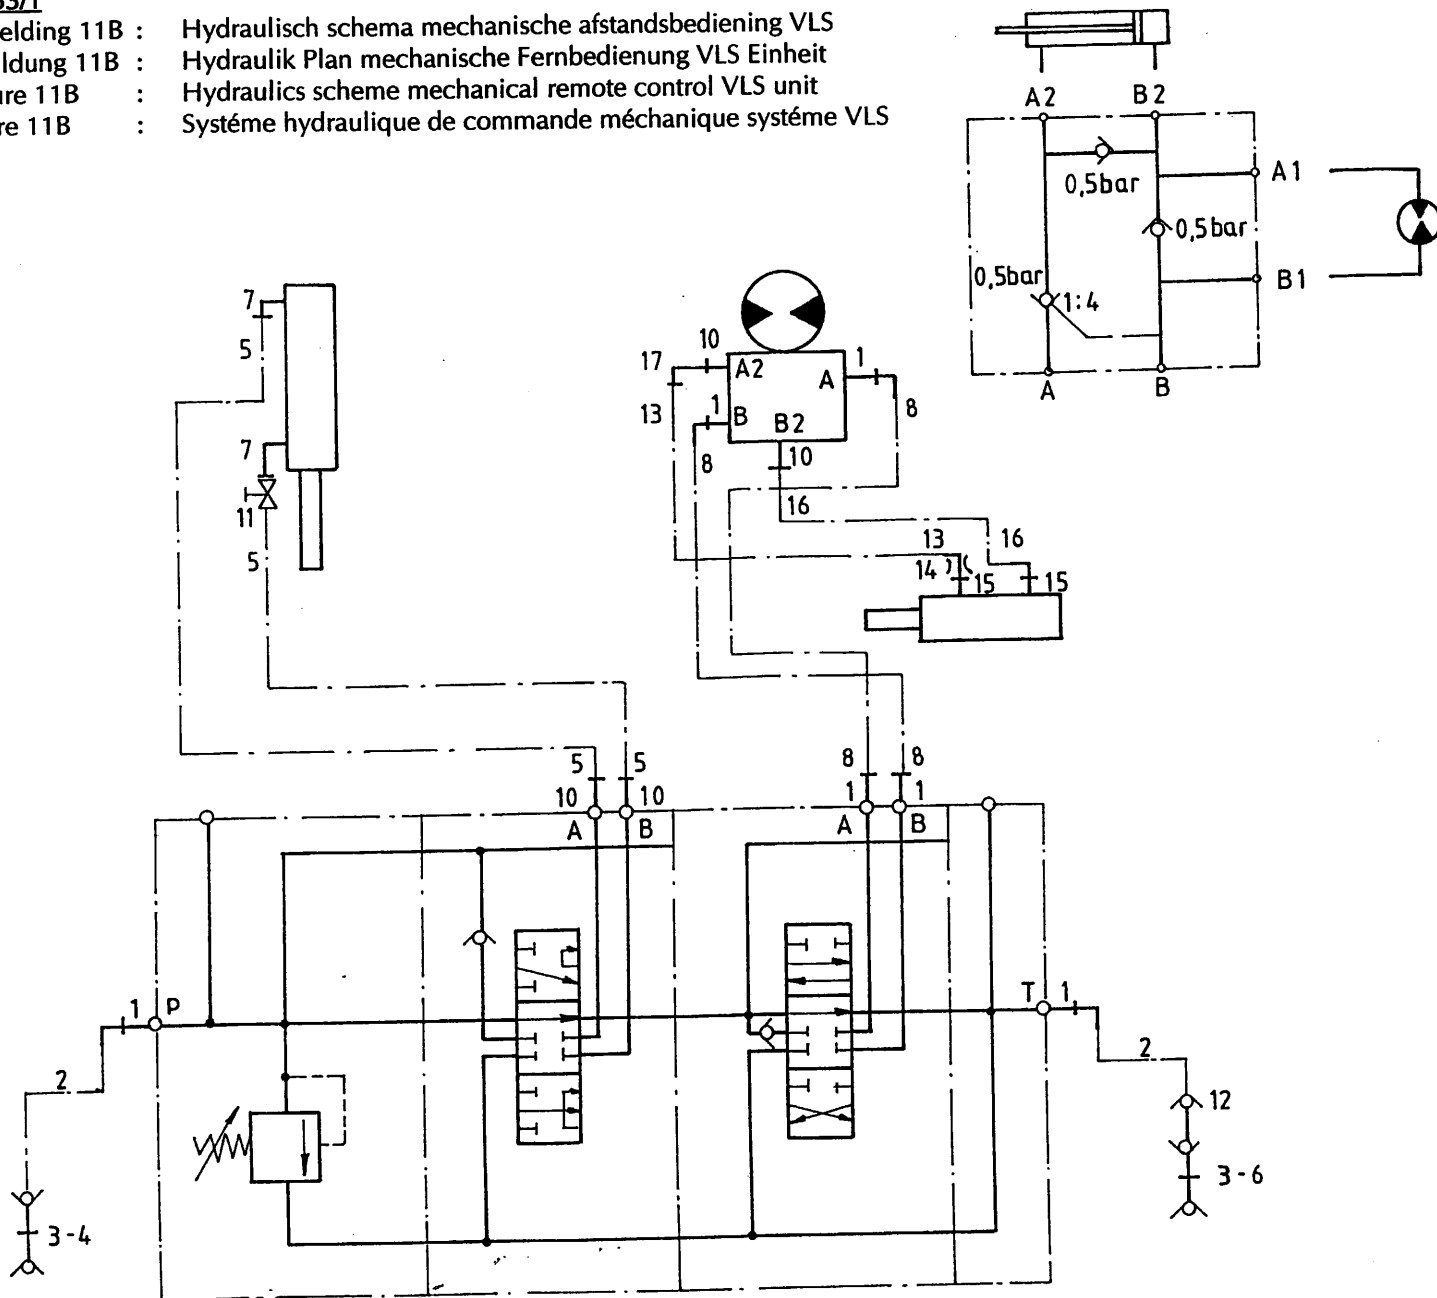 elding 11B : Hydraulisch schema mechanische afstandsbediening VLS
ldung 11B : Hydraulik Plan mechanische Fernbedienung VLS Einheit
ure 11B : Hydraulics scheme mechanical remote control VLS unit
re 11B : Systéme hydraulique de commande méchanique systéme VLS
A2 B2
0,5bar
A1
0,5bar
0,5bar
1:4
B1
A B
7
5
7
11
5
10
17
A2
1
A
13
1
B
B2
8
8
10
16
13
16
14
15
15
5 5
8 8
10 10
1 1
A B
A B
1 P
T 1
2
2
12
3-4
3-6